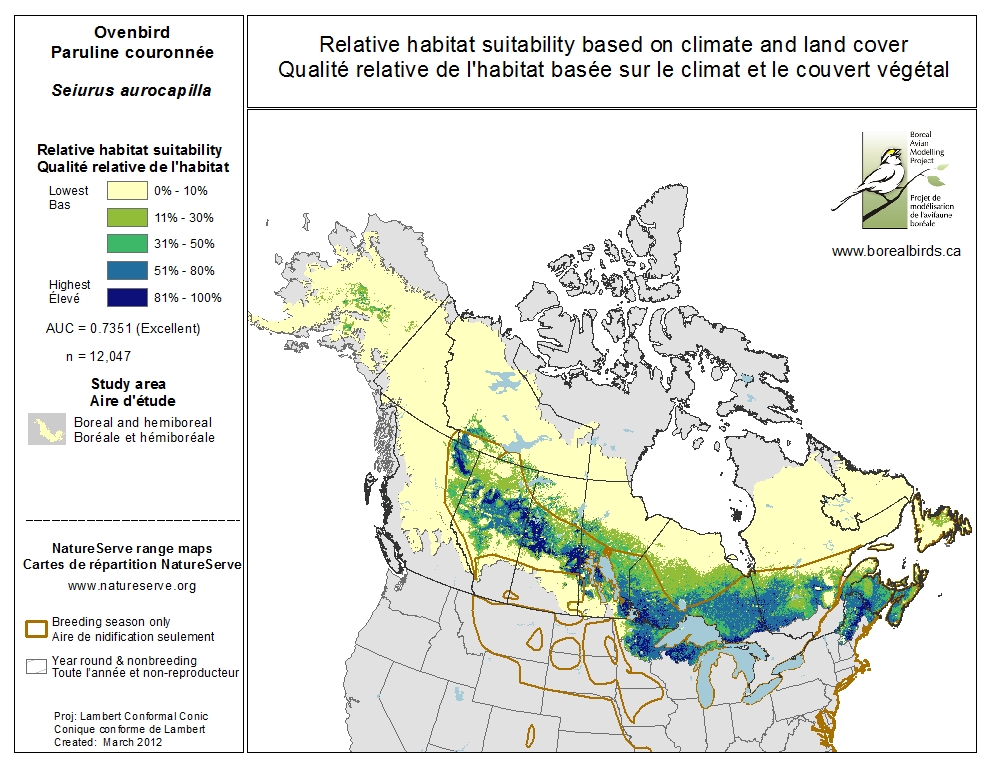 Ovenbird
Paruline couronnée
Seiurus aurocapilla
Relative habitat suitability
Qualité relative de l'habitat
Lowest
Bas
0% - 10%
11% - 30%
31% - 50%
51% - 80%
Highest
Élevé
81% - 100%
AUC = 0.7351 (Excellent)
n = 12,047
Study area
Aire d'étude
Boreal and hemiboreal
Boréale et hémiboréale
NatureServe range maps
Cartes de répartition NatureServe
www.natureserve.org
Breeding season only
Aire de nidification seulement
Year round & nonbreeding
Toute l'année et non-reproducteur
Proj: Lambert Conformal Conic
Conique conforme de Lambert
Created: March 2012
Relative habitat suitability based on climate and land cover
Qualité relative de l'habitat basée sur le climat et le couvert végétal
Boreal
Avian
Modelling
Project
Projet de
modélisation
de l'avifaune
boréale
www.borealbirds.ca